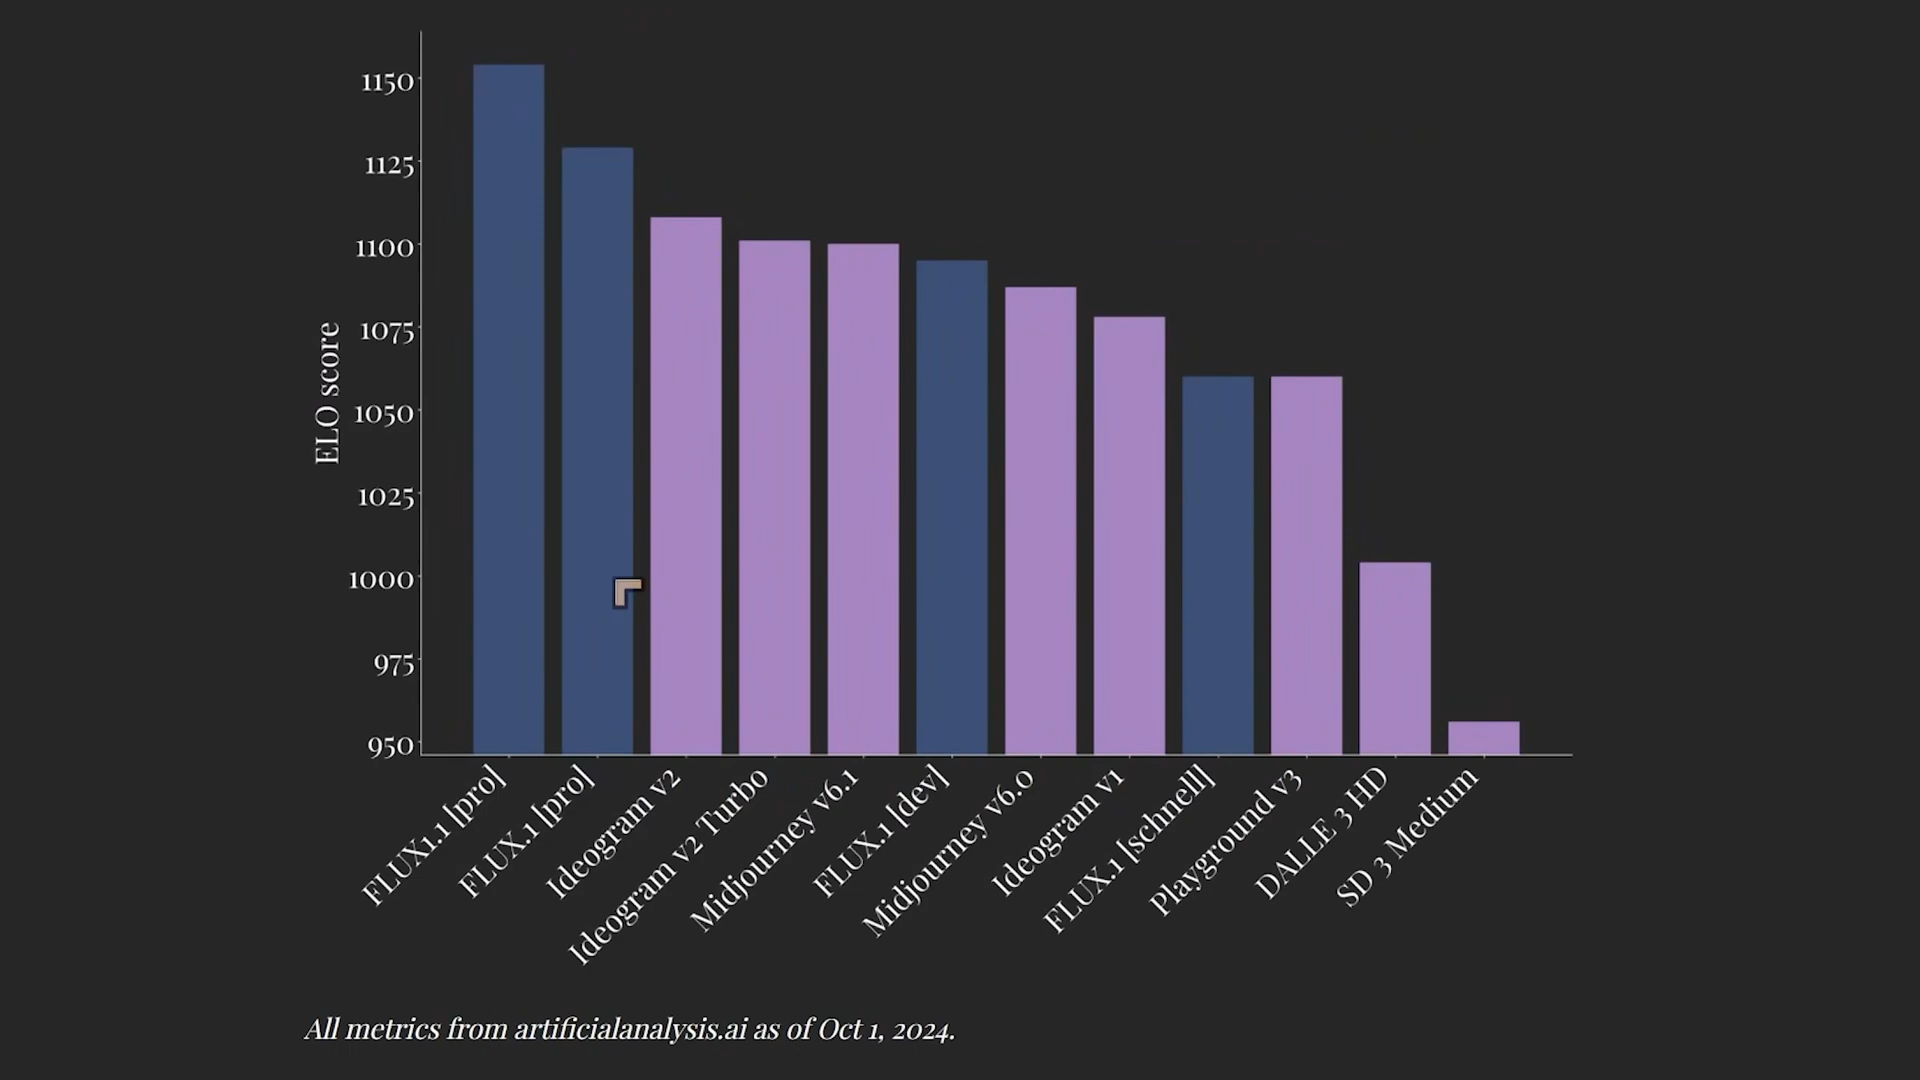 1150
1125
1100
1075
1050
1025
1000
975
950
ELO score
FLUX1.1 [pro]
FLUX.1 [pro]
Ideogram v2
Ideogram v2 Turbo
Midjourney v6.1
FLUX.1 [dev]
Midjourney v6.0
Ideogram v1
FLUX.1 [schnell]
Playground v3
DALLE 3 HD
SD 3 Medium
All metrics from artificialanalysis.ai as of Oct 1, 2024.